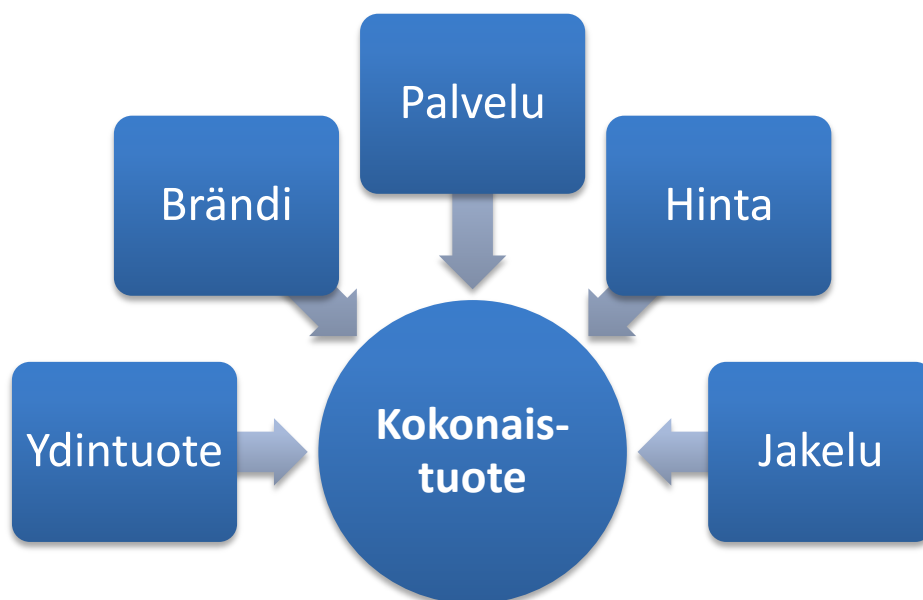 Palvelu
Brändi
Hinta
Kokonais-
tuote
Ydintuote
Jakelu